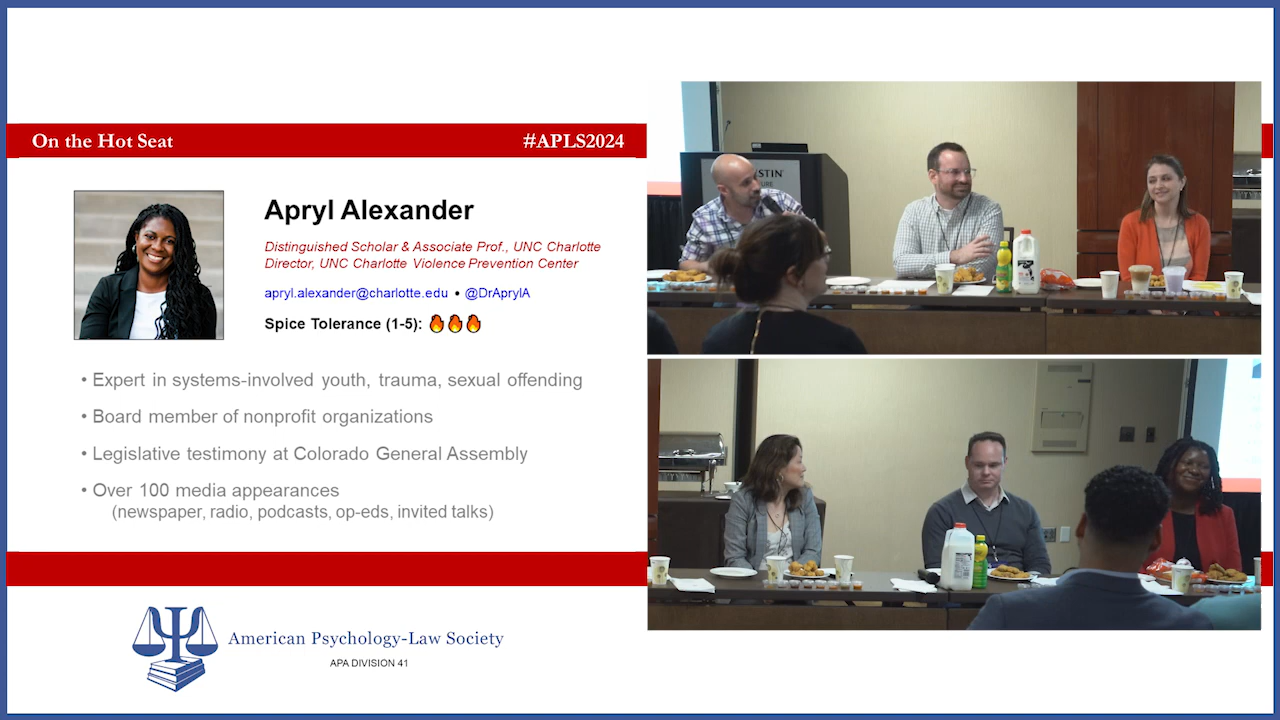 On the Hot Seat
#APLS2024
Apryl Alexander
Distinguished Scholar & Associate Prof., UNC Charlotte
Director, UNC Charlotte Violence Prevention Center
apryl.alexander@charlotte.edu • @DrAprylA
Spice Tolerance (1-5):
• Expert in systems-involved youth, trauma, sexual offending
• Board member of nonprofit organizations
• Legislative testimony at Colorado General Assembly
• Over 100 media appearances
(newspaper, radio, podcasts, op-eds, invited talks)
American Psychology-Law Society
APA DIVISION 41